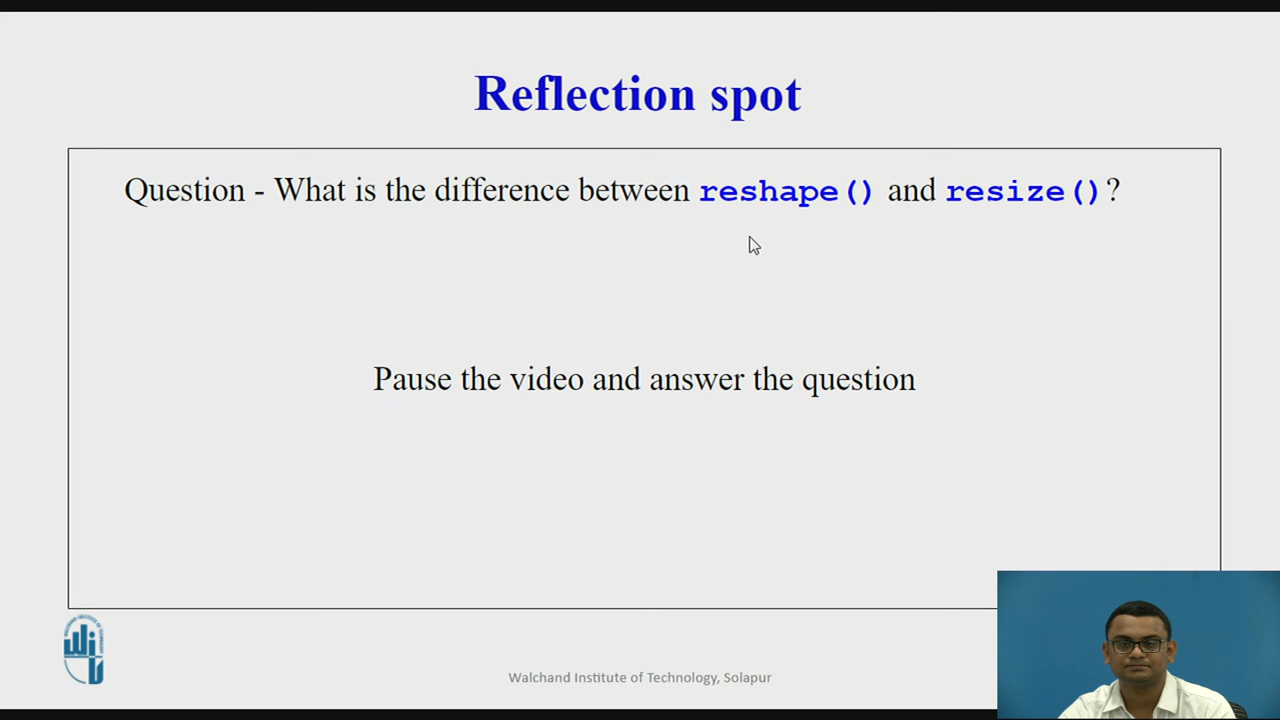 Reflection spot
Question - What is the difference between reshape() and resize()?
Pause the video and answer the question
Walchand Institute of Technology, Solapur